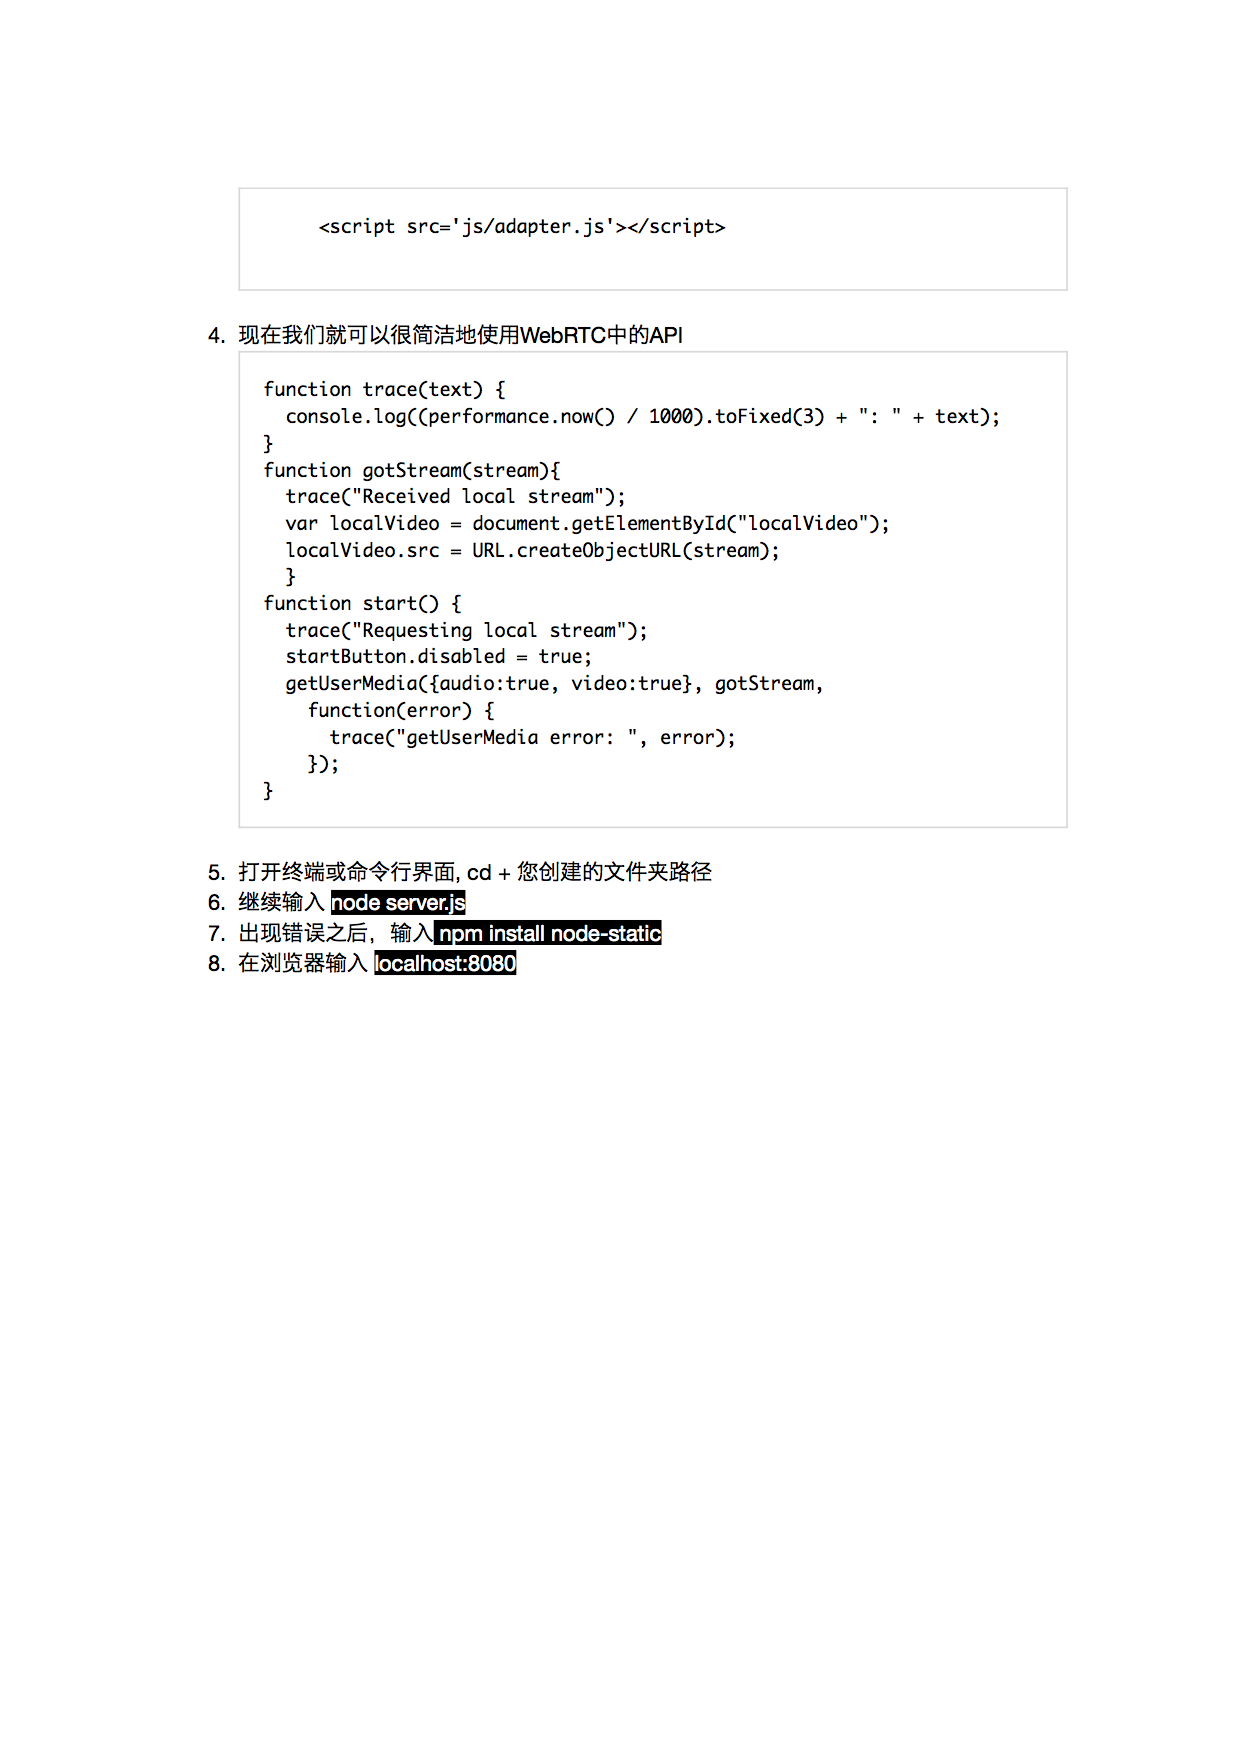 <script src='js/adapter.js'></script>
4. 现在我们就可以很简洁地使用WebRTC中的API
function trace(text) {
  console.log((performance.now() / 1000).toFixed(3) + ": " + text);
}
function gotStream(stream){
  trace("Received local stream");
  var localVideo = document.getElementById("localVideo");
  localVideo.src = URL.createObjectURL(stream);
  }
function start() {
  trace("Requesting local stream");
  startButton.disabled = true;
  getUserMedia({audio:true, video:true}, gotStream,
    function(error) {
      trace("getUserMedia error: ", error);
    });
}
5. 打开终端或命令行界面, cd + 您创建的文件夹路径
6. 继续输入 node server.js
7. 出现错误之后，输入 npm install node-static
8. 在浏览器输入 localhost:8080